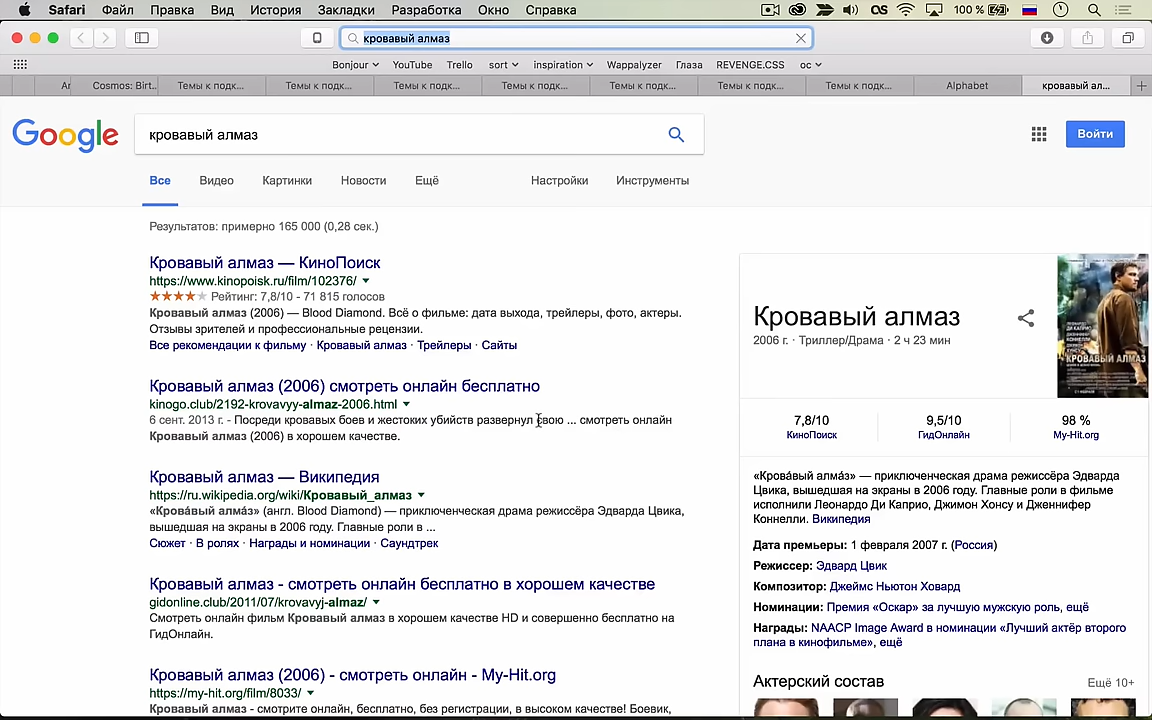 Safari Файл Правка Вид История Закладки Разработка Окно Справка 100 %
кровавый алмаз
Bonjour YouTube Trello sort inspiration Wappalyzer Глаза REVENGE.CSS ос
Ar Cosmos: Birt... Темы к подк... Темы к подк... Темы к подк... Темы к подк... Темы к подк... Темы к подк... Темы к подк... Alphabet кровавый ал...
Google кровавый алмаз Войти
Все Видео Картинки Новости Ещё Настройки Инструменты
Результатов: примерно 165 000 (0,28 сек.)
Кровавый алмаз — КиноПоиск
https://www.kinopoisk.ru/film/102376/
Рейтинг: 7,8/10 - 71 815 голосов
Кровавый алмаз (2006) — Blood Diamond. Всё о фильме: дата выхода, трейлеры, фото, актеры.
Отзывы зрителей и профессиональные рецензии.
Все рекомендации к фильму · Кровавый алмаз · Трейлеры · Сайты
Кровавый алмаз (2006) смотреть онлайн бесплатно
kinogo.club/2192-krovavyy-almaz-2006.html
6 сент. 2013 г. - Посреди кровавых боев и жестоких убийств развернул свою ... смотреть онлайн
Кровавый алмаз (2006) в хорошем качестве.
Кровавый алмаз — Википедия
https://ru.wikipedia.org/wiki/Кровавый_алмаз
«Крова́вый алма́з» (англ. Blood Diamond) — приключенческая драма режиссёра Эдварда Цвика,
вышедшая на экраны в 2006 году. Главные роли в ...
Сюжет · В ролях · Награды и номинации · Саундтрек
Кровавый алмаз - смотреть онлайн бесплатно в хорошем качестве
gidonline.club/2011/07/krovavyj-almaz/
Смотреть онлайн фильм Кровавый алмаз в хорошем качестве HD и совершенно бесплатно на
ГидОнлайн.
Кровавый алмаз (2006) - смотреть онлайн - My-Hit.org
https://my-hit.org/film/8033/
Кровавый алмаз - смотрите онлайн, бесплатно, без регистрации, в высоком качестве! Боевик,
Кровавый алмаз
2006 г. · Триллер/Драма · 2 ч 23 мин
КРОВАВЫЙ АЛМАЗ
7,8/10 9,5/10 98 %
КиноПоиск ГидОнлайн My-Hit.org
«Крова́вый алма́з» — приключенческая драма режиссёра Эдварда
Цвика, вышедшая на экраны в 2006 году. Главные роли в фильме
исполнили Леонардо Ди Каприо, Джимон Хонсу и Дженнифер
Коннелли. Википедия
Дата премьеры: 1 февраля 2007 г. (Россия)
Режиссер: Эдвард Цвик
Композитор: Джеймс Ньютон Ховард
Номинации: Премия «Оскар» за лучшую мужскую роль, ещё
Награды: NAACP Image Award в номинации «Лучший актёр второго
плана в кинофильме», ещё
Актерский состав Ещё 10+